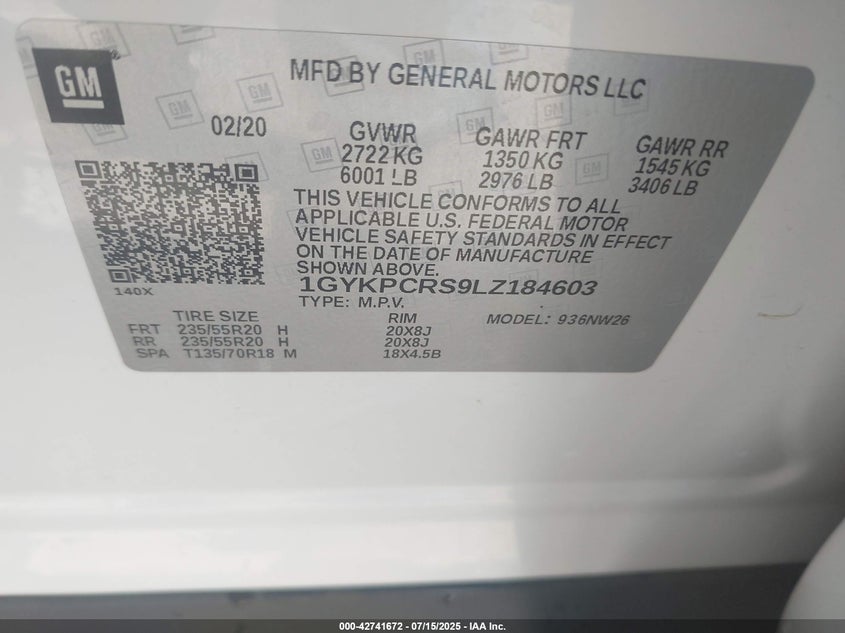 GM
MFD BY GENERAL MOTORS LLC
02/20
GVWR
2722 KG
6001 LB
GAWR FRT
1350 KG
2976 LB
GAWR RR
1545 KG
3406 LB
THIS VEHICLE CONFORMS TO ALL
APPLICABLE U.S. FEDERAL MOTOR
VEHICLE SAFETY STANDARDS IN EFFECT
ON THE DATE OF MANUFACTURE
SHOWN ABOVE.
140X
1GYKPCRS9LZ184603
TYPE: M.P.V.
MODEL: 936NW26
TIRE SIZE RIM
FRT 235/55R20 H 20X8J
RR 235/55R20 H 20X8J
SPA T135/70R18 M 18X4.5B
000-42741672 - 07/15/2025 - IAA Inc.